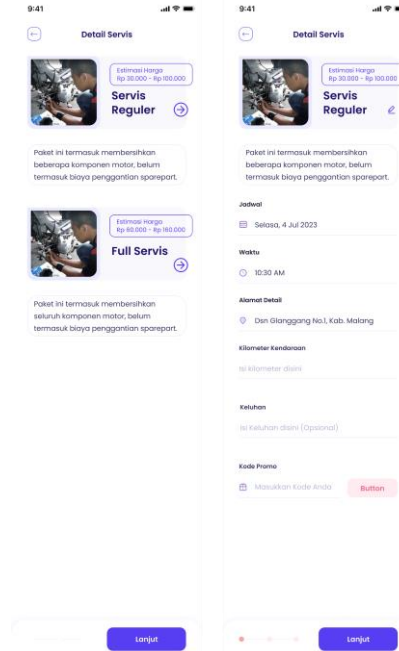 9:41
Detail Servis
Estimasi Harga
Rp 30.000 - Rp 100.000
Servis
Reguler
Paket ini termasuk membersihkan
beberapa komponen motor, belum
termasuk biaya penggantian sparepart.
Estimasi Harga
Rp 60.000 - Rp 160.000
Full Servis
Paket ini termasuk membersihkan
seluruh komponen motor, belum
termasuk biaya penggantian sparepart.
Lanjut
9:41
Detail Servis
Estimasi Harga
Rp 30.000 - Rp 100.000
Servis
Reguler
Paket ini termasuk membersihkan
beberapa komponen motor, belum
termasuk biaya penggantian sparepart.
Jadwal
Selasa, 4 Jul 2023
Waktu
10:30 AM
Alamat Detail
Dsn Glanggang No.1, Kab. Malang
Kilometer Kendaraan
Isi kilometer disini
Keluhan
Isi Keluhan disini (Opsional)
Kode Promo
Masukkan Kode Anda
Button
Lanjut